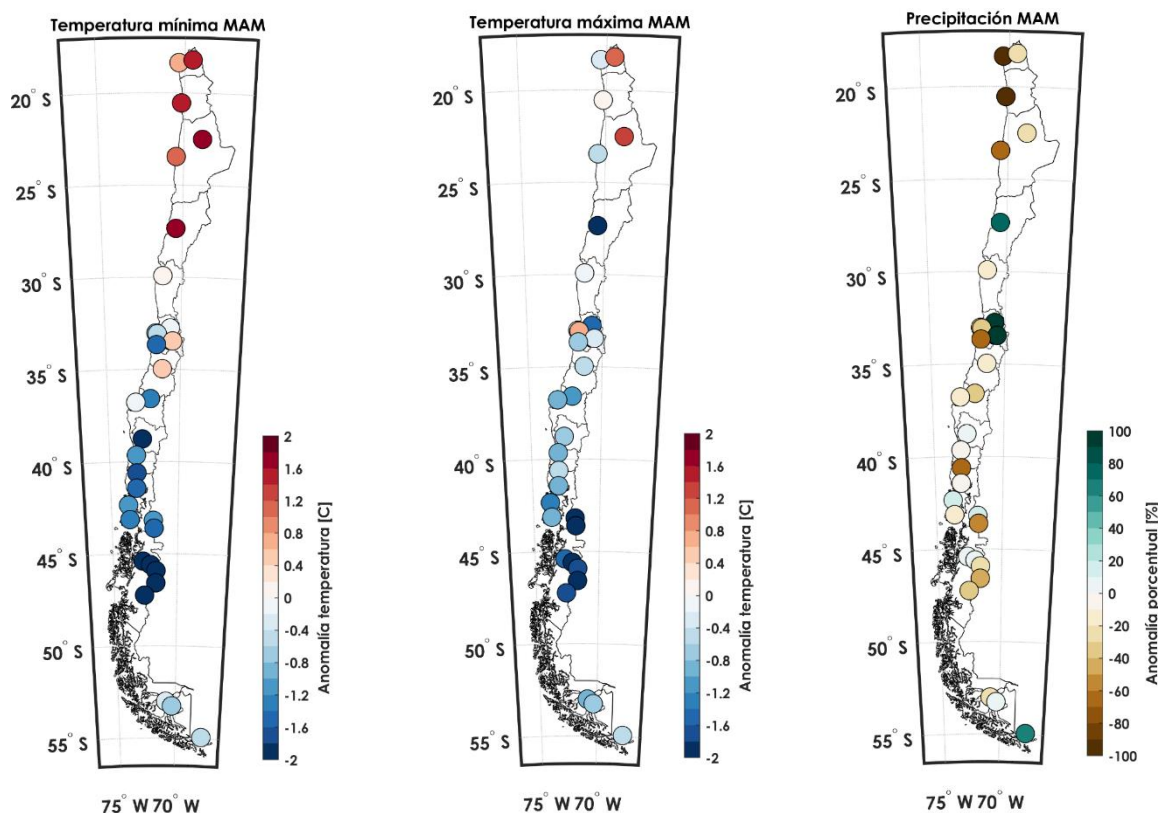 Temperatura mínima MAM
20° S
25° S
30° S
35° S
40° S
45° S
50° S
55° S
75° W 70° W
2
1.6
1.2
0.8
0.4
0
-0.4
-0.8
-1.2
-1.6
-2
Anomalía temperatura [C]
Temperatura máxima MAM
20° S
25° S
30° S
35° S
40° S
45° S
50° S
55° S
75° W 70° W
2
1.6
1.2
0.8
0.4
0
-0.4
-0.8
-1.2
-1.6
-2
Anomalía temperatura [C]
Precipitación MAM
20° S
25° S
30° S
35° S
40° S
45° S
50° S
55° S
75° W 70° W
100
80
60
40
20
0
-20
-40
-60
-80
-100
Anomalía porcentual [%]